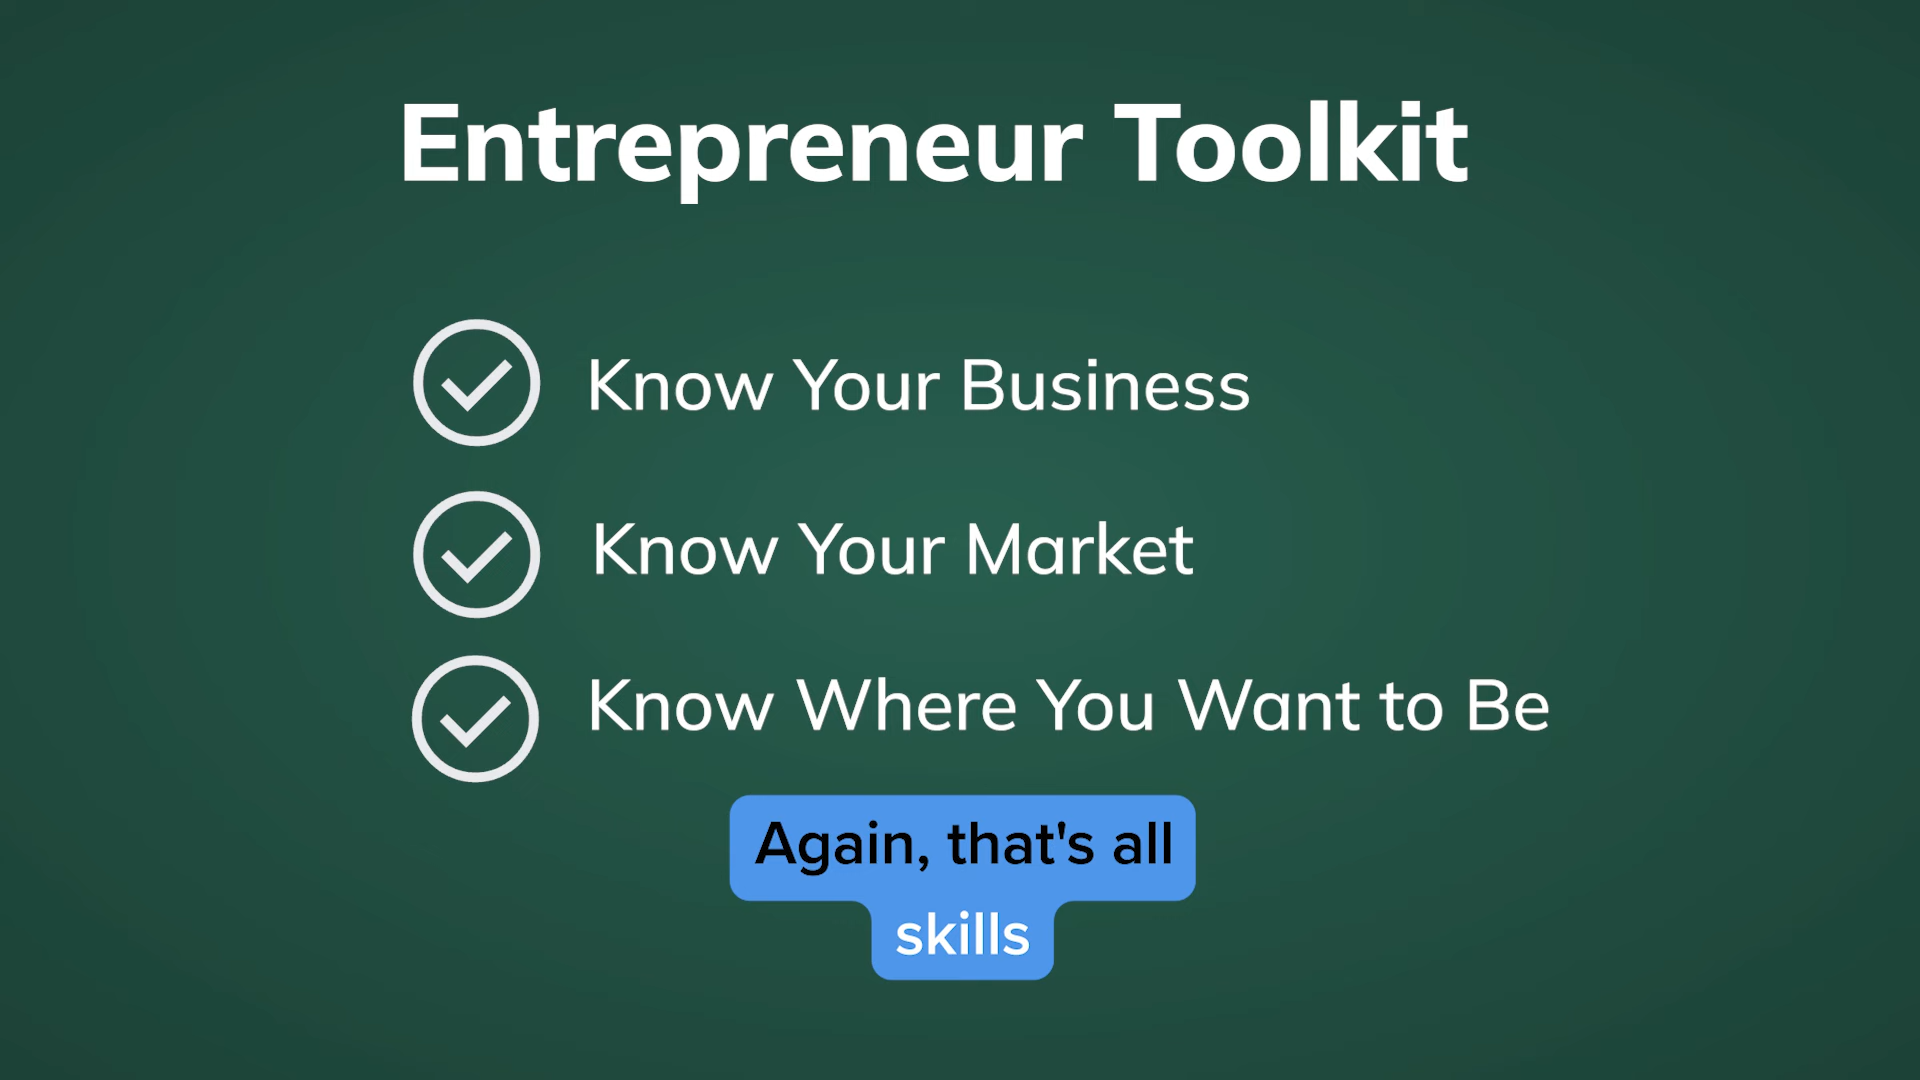 Entrepreneur Toolkit
Know Your Business
Know Your Market
Know Where You Want to Be
Again, that's all
skills